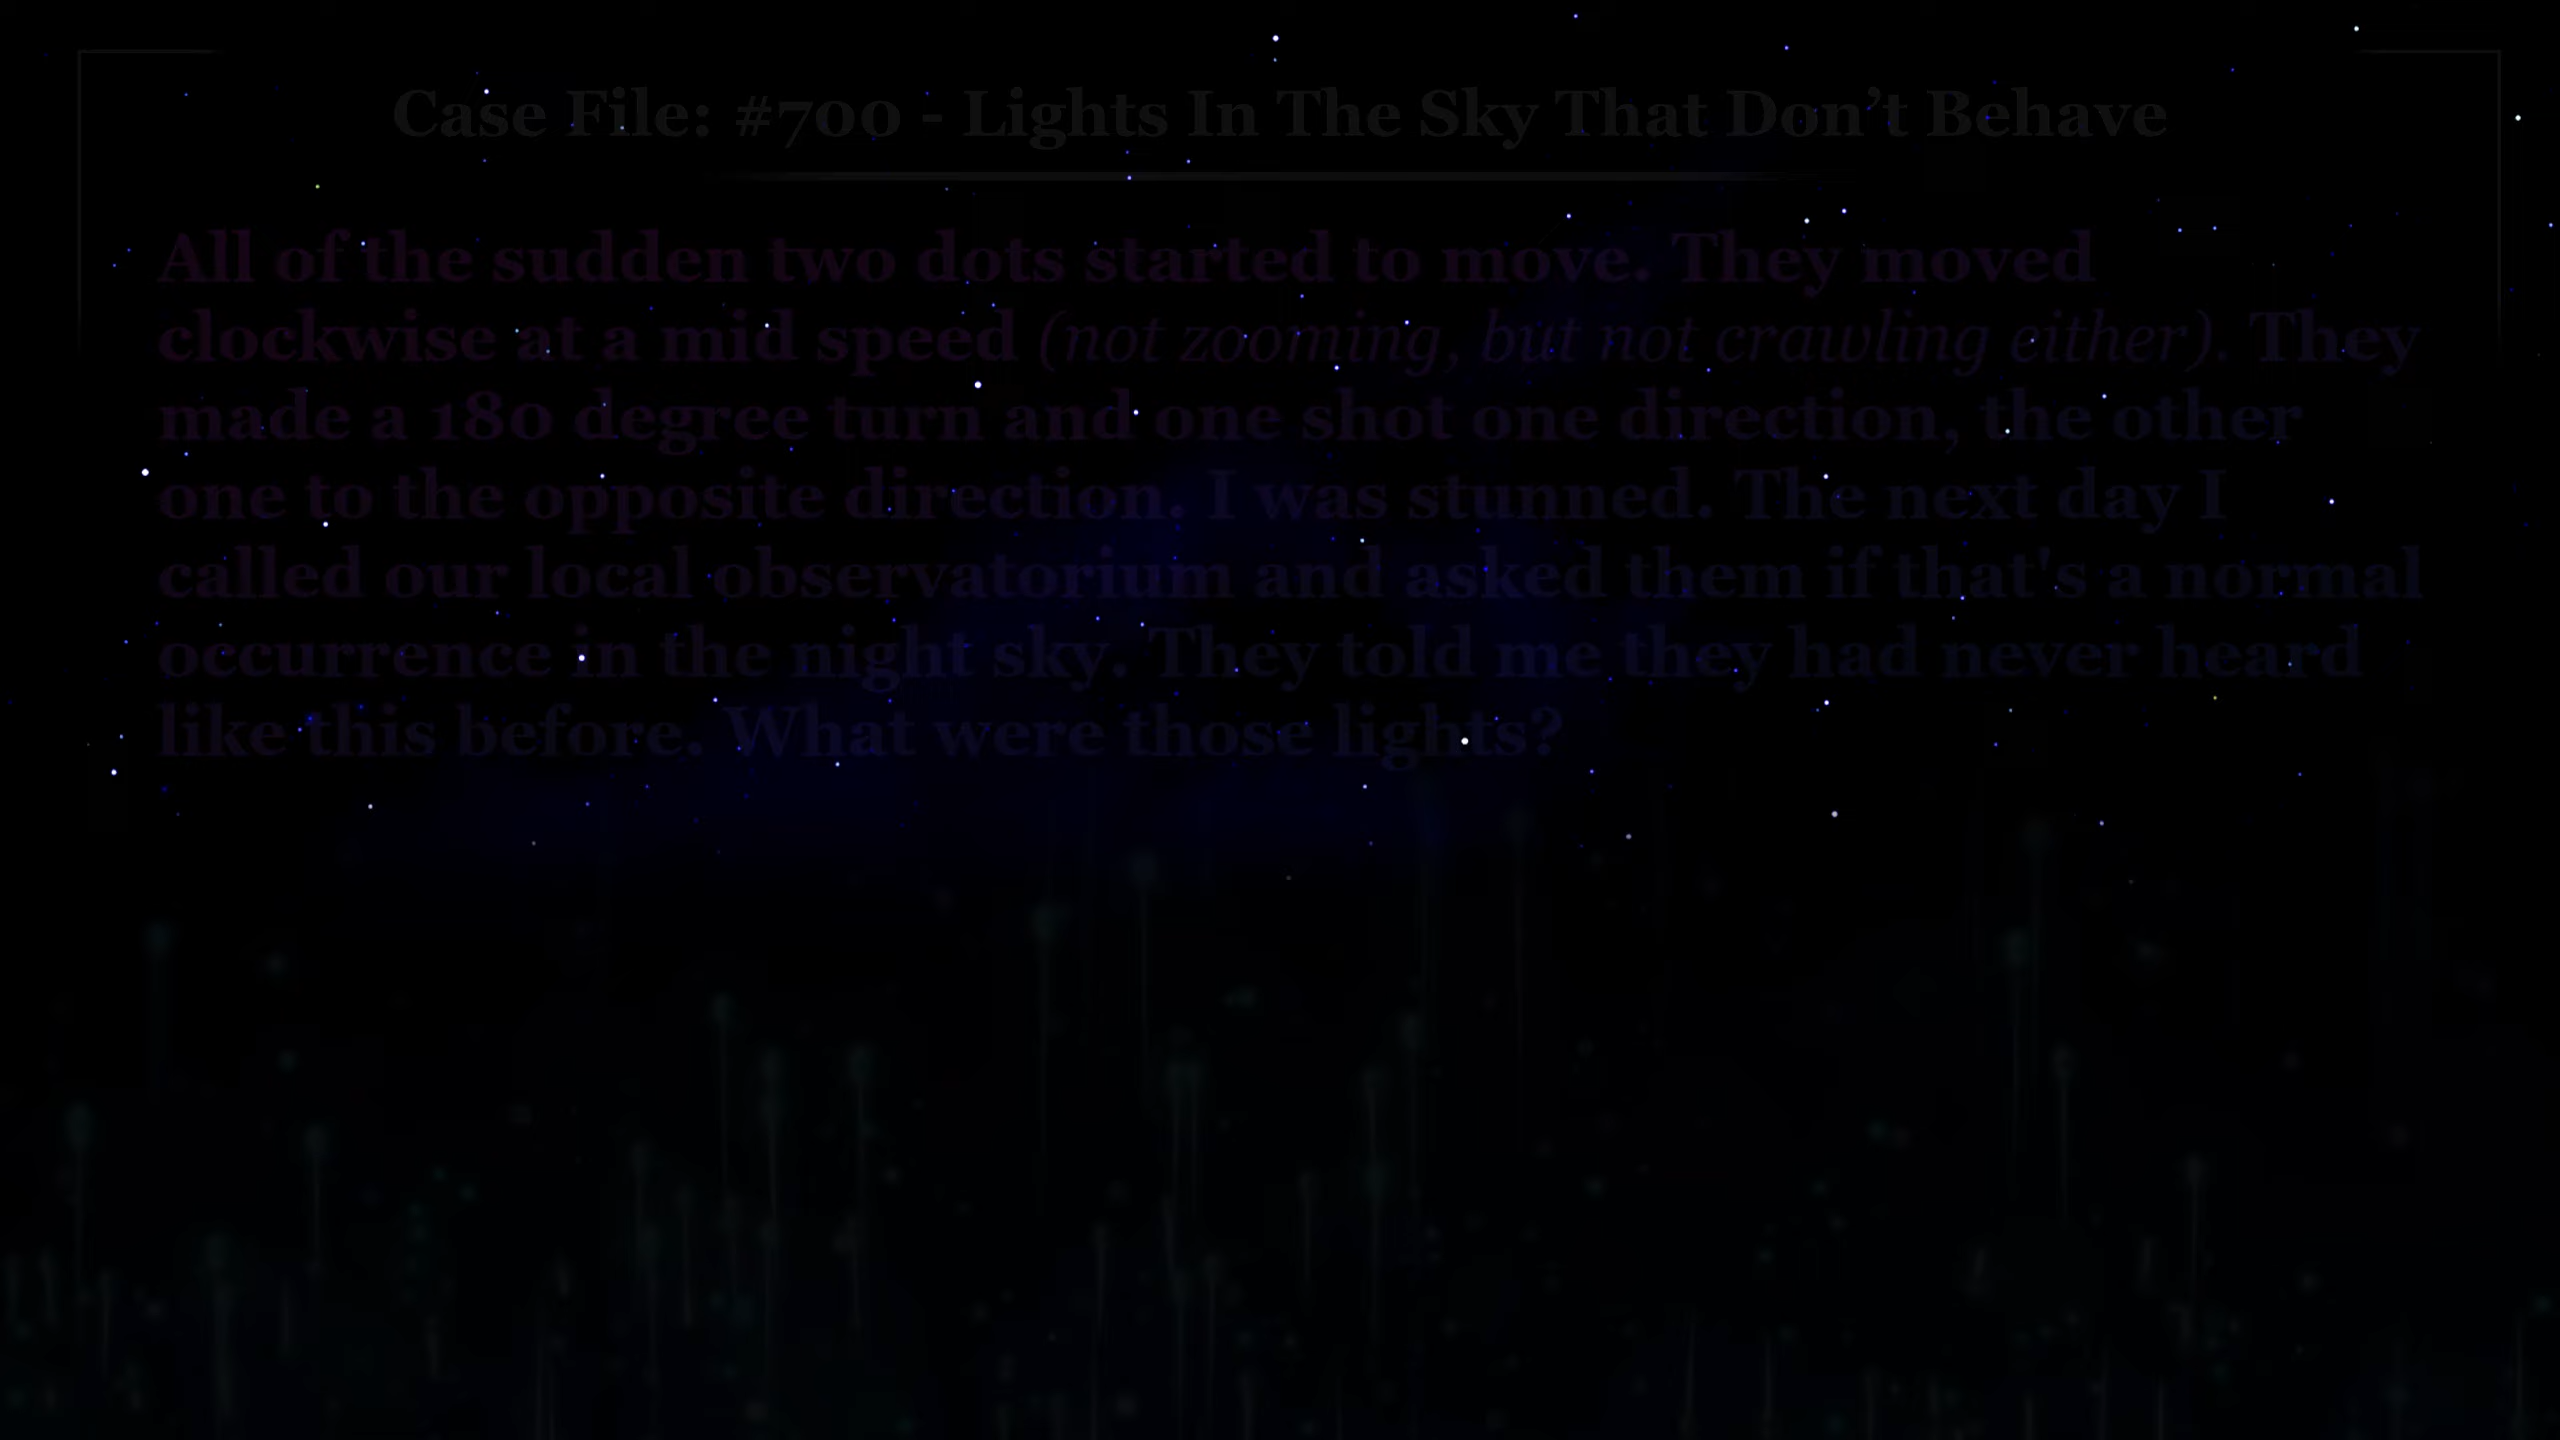 Case File: #700 - Lights In The Sky That Don’t Behave
All of the sudden two dots started to move. They moved
clockwise at a mid speed (not zooming, but not crawling either). They
made a 180 degree turn and one shot one direction, the other
one to the opposite direction. I was stunned. The next day I
called our local observatorium and asked them if that's a normal
occurrence in the night sky. They told me they had never heard
like this before. What were those lights?